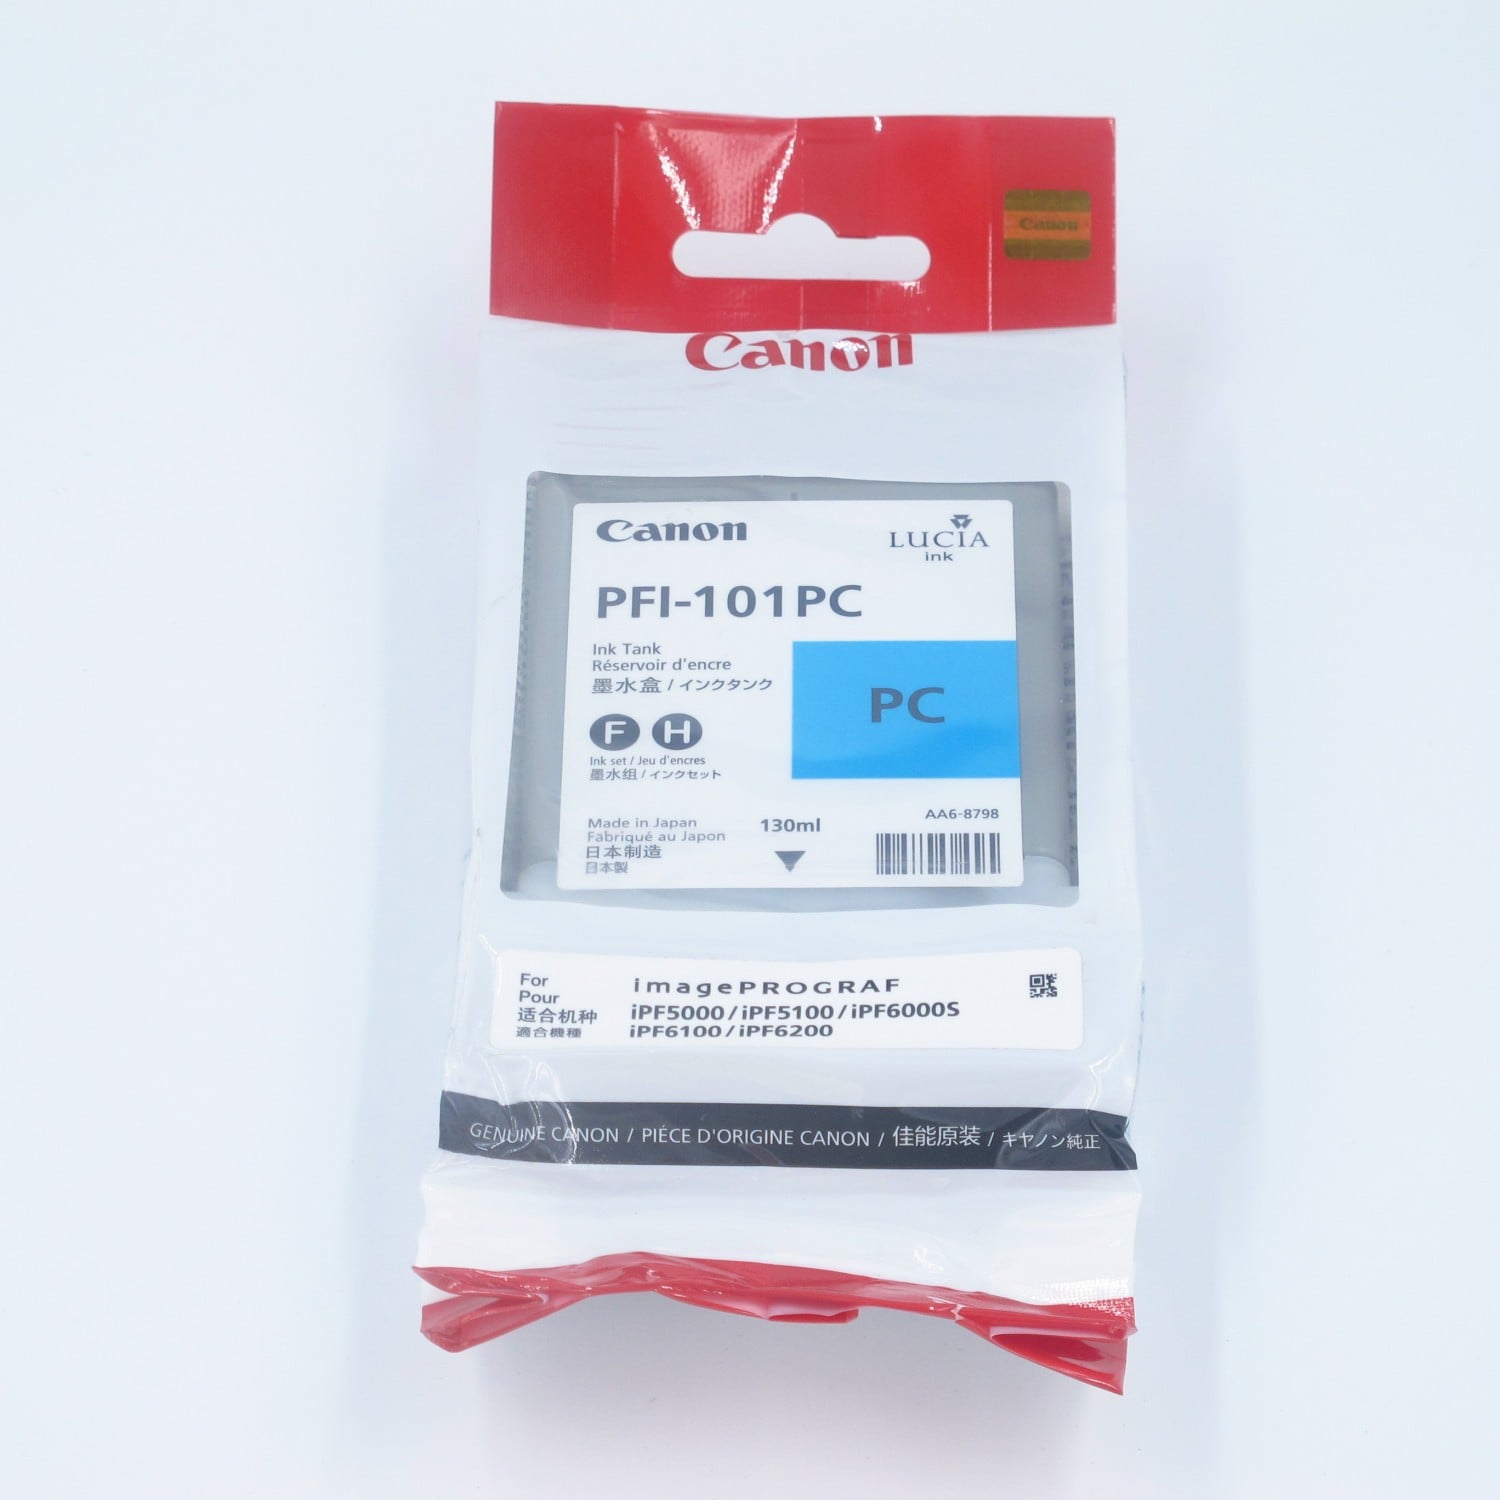 Canon
Canon
Canon
LUCIA
ink
PFI-101PC
Ink Tank
Réservoir d'encre
墨水盒 / インクタンク
PC
F H
Ink set / Jeu d'encres
墨水组 / インクセット
Made in Japan
Fabriqué au Japon
日本制造
日本製
130ml
AA6-8798
For
Pour
适合机种
適合機種
imagePROGRAF
iPF5000 / iPF5100 / iPF6000S
iPF6100 / iPF6200
GENUINE CANON / PIÉCE D'ORIGINE CANON / 佳能原装 / キヤノン純正